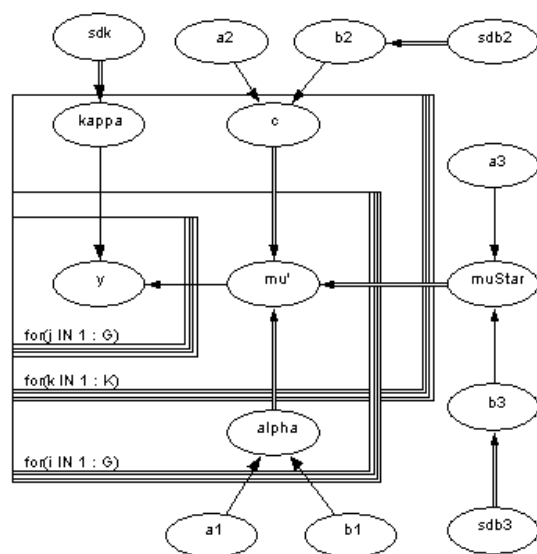 sdk
a2
b2
sdb2
kappa
c
a3
y
mu'
muStar
for(j IN 1 : G)
for(k IN 1 : K)
b3
alpha
for(i IN 1 : G)
a1
b1
sdb3